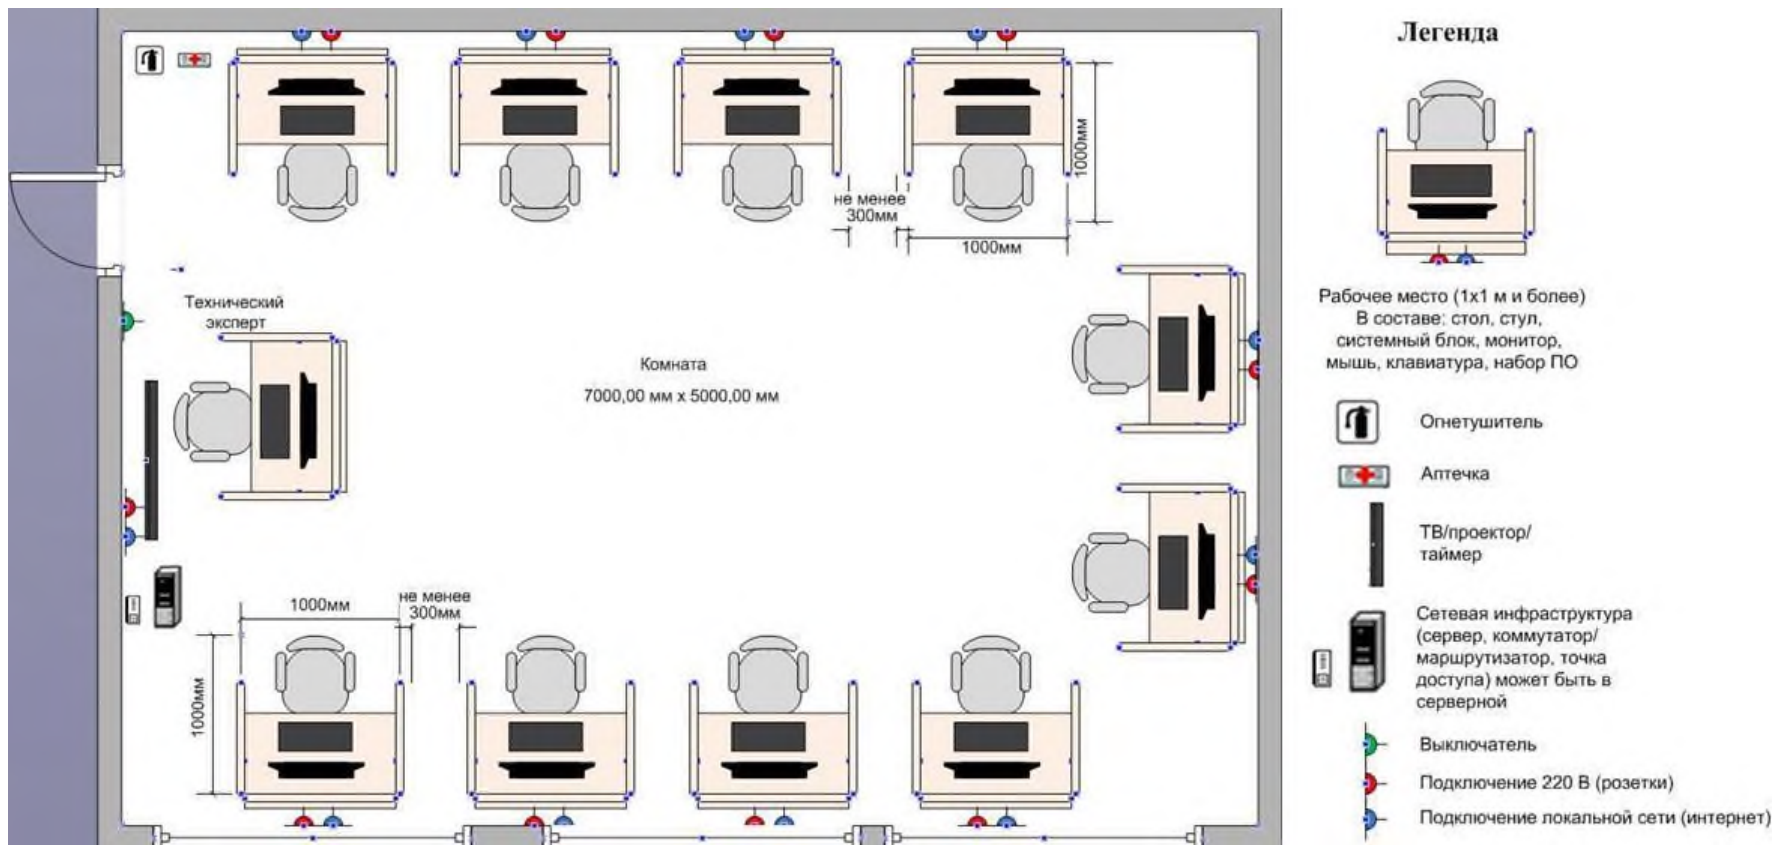 Легенда
1000мм
не менее
300мм
1000мм
Технический
эксперт
Комната
7000,00 мм х 5000,00 мм
1000мм
не менее
300мм
1000мм
Рабочее место (1х1 м и более)
В составе: стол, стул,
системный блок, монитор,
мышь, клавиатура, набор ПО
Огнетушитель
Аптечка
ТВ/проектор/
таймер
Сетевая инфраструктура
(сервер, коммутатор/
маршрутизатор, точка
доступа) может быть в
серверной
Выключатель
Подключение 220 В (розетки)
Подключение локальной сети (интернет)